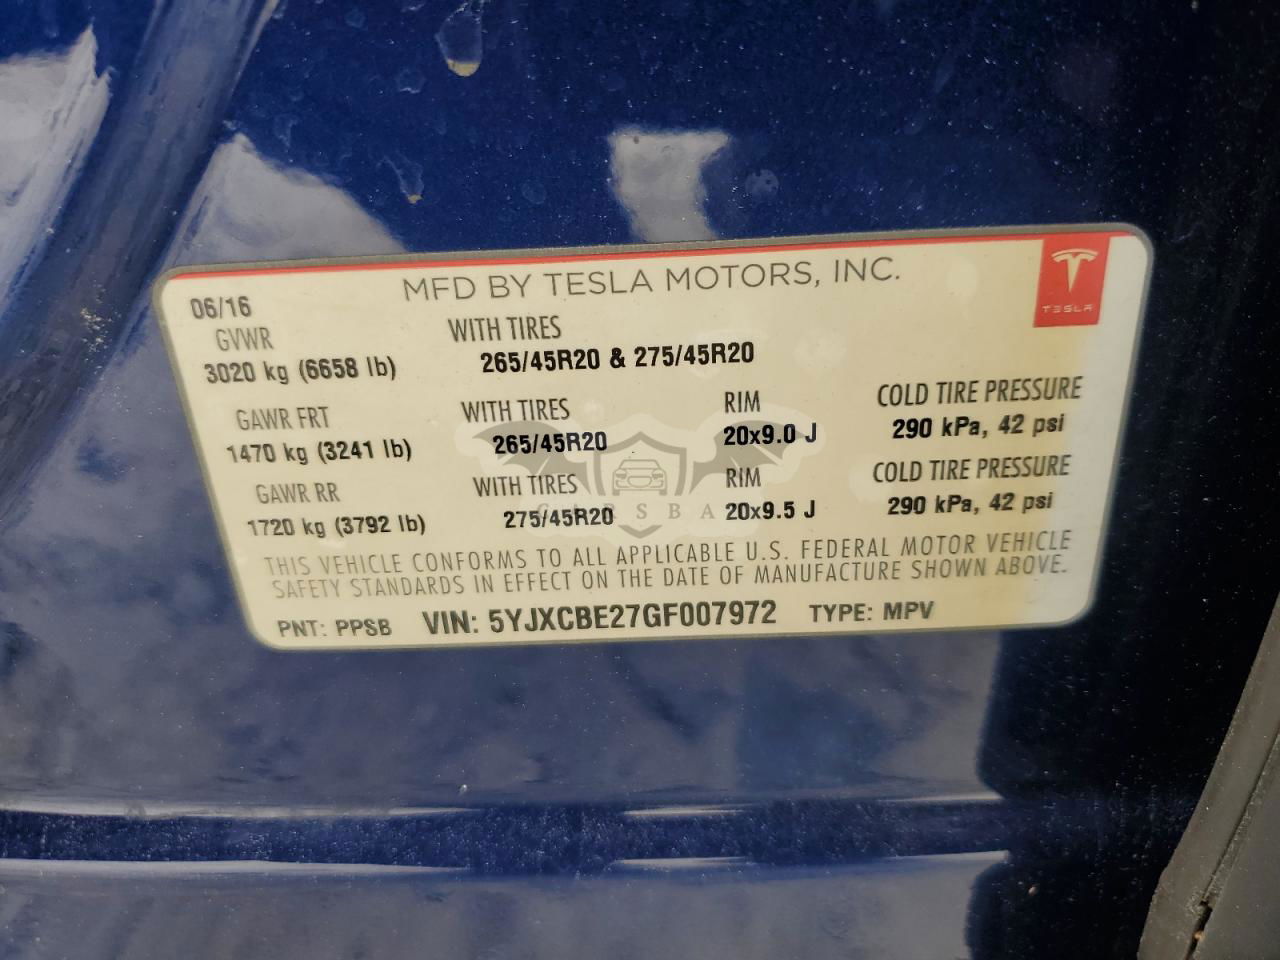 MFD BY TESLA MOTORS, INC.
TESLA
06/16
GVWR WITH TIRES
3020 kg (6658 lb) 265/45R20 & 275/45R20
GAWR FRT WITH TIRES RIM COLD TIRE PRESSURE
1470 kg (3241 lb) 265/45R20 20x9.0 J 290 kPa, 42 psi
GAWR RR WITH TIRES RIM COLD TIRE PRESSURE
1720 kg (3792 lb) 275/45R20 20x9.5 J 290 kPa, 42 psi
THIS VEHICLE CONFORMS TO ALL APPLICABLE U.S. FEDERAL MOTOR VEHICLE
SAFETY STANDARDS IN EFFECT ON THE DATE OF MANUFACTURE SHOWN ABOVE.
PNT: PPSB VIN: 5YJXCBE27GF007972 TYPE: MPV